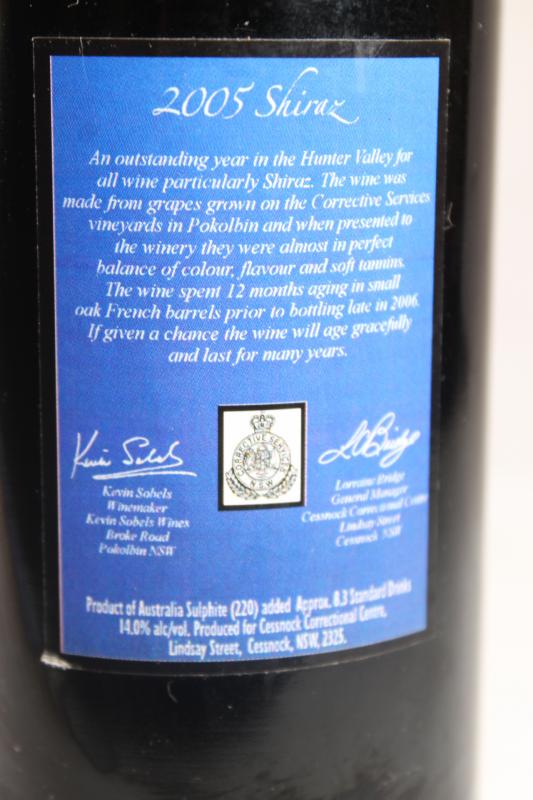 2005 Shiraz
An outstanding year in the Hunter Valley for
all wine particularly Shiraz. The wine was
made from grapes grown on the Corrective Services
vineyards in Pokolbin and when presented to
the winery they were almost in perfect
balance of colour, flavour and soft tannins.
The wine spent 12 months aging in small
oak French barrels prior to bottling late in 2006.
If given a chance the wine will age gracefully
and last for many years.
CORRECTIVE SERVICE
NSW
Kevin Sobels
Kevin Sobels
Winemaker
Kevin Sobels Wines
Broke Road
Pokolbin NSW
L Bridge
Lorraine Bridge
General Manager
Cessnock Correctional Centre
Lindsay Street
Cessnock NSW
Product of Australia Sulphite (220) added Approx. 8.3 Standard Drinks
14.0% alc/vol. Produced for Cessnock Correctional Centre,
Lindsay Street, Cessnock, NSW, 2325.